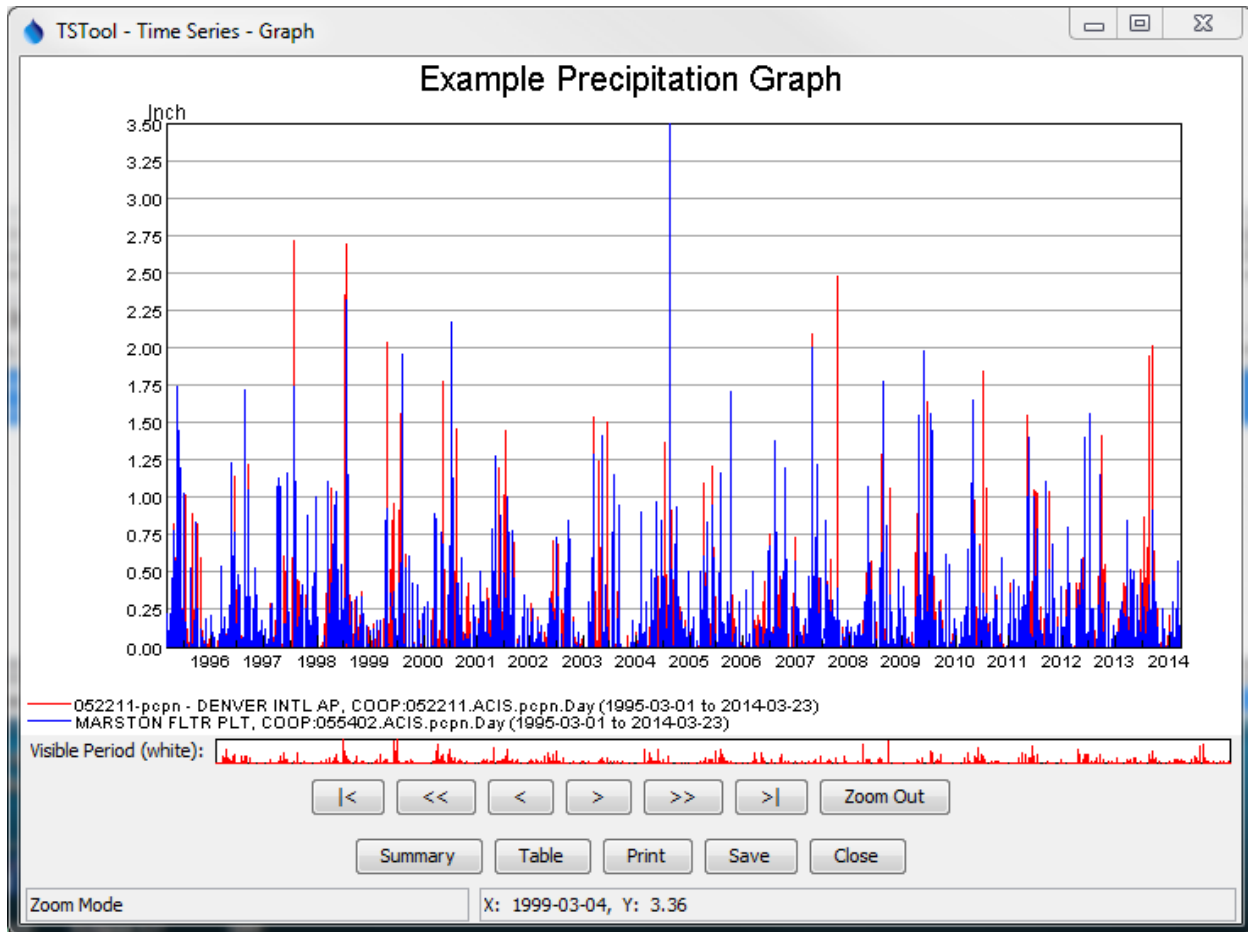 TSTool - Time Series - Graph
Example Precipitation Graph
Inch
3.50
3.25
3.00
2.75
2.50
2.25
2.00
1.75
1.50
1.25
1.00
0.75
0.50
0.25
0.00
1996 1997 1998 1999 2000 2001 2002 2003 2004 2005 2006 2007 2008 2009 2010 2011 2012 2013 2014
052211-pcpn - DENVER INTL AP, COOP:052211.ACIS.pcpn.Day (1995-03-01 to 2014-03-23)
MARSTON FLTR PLT, COOP:055402.ACIS.pcpn.Day (1995-03-01 to 2014-03-23)
Visible Period (white):
|< << < > >> >| Zoom Out
Summary Table Print Save Close
Zoom Mode X: 1999-03-04, Y: 3.36